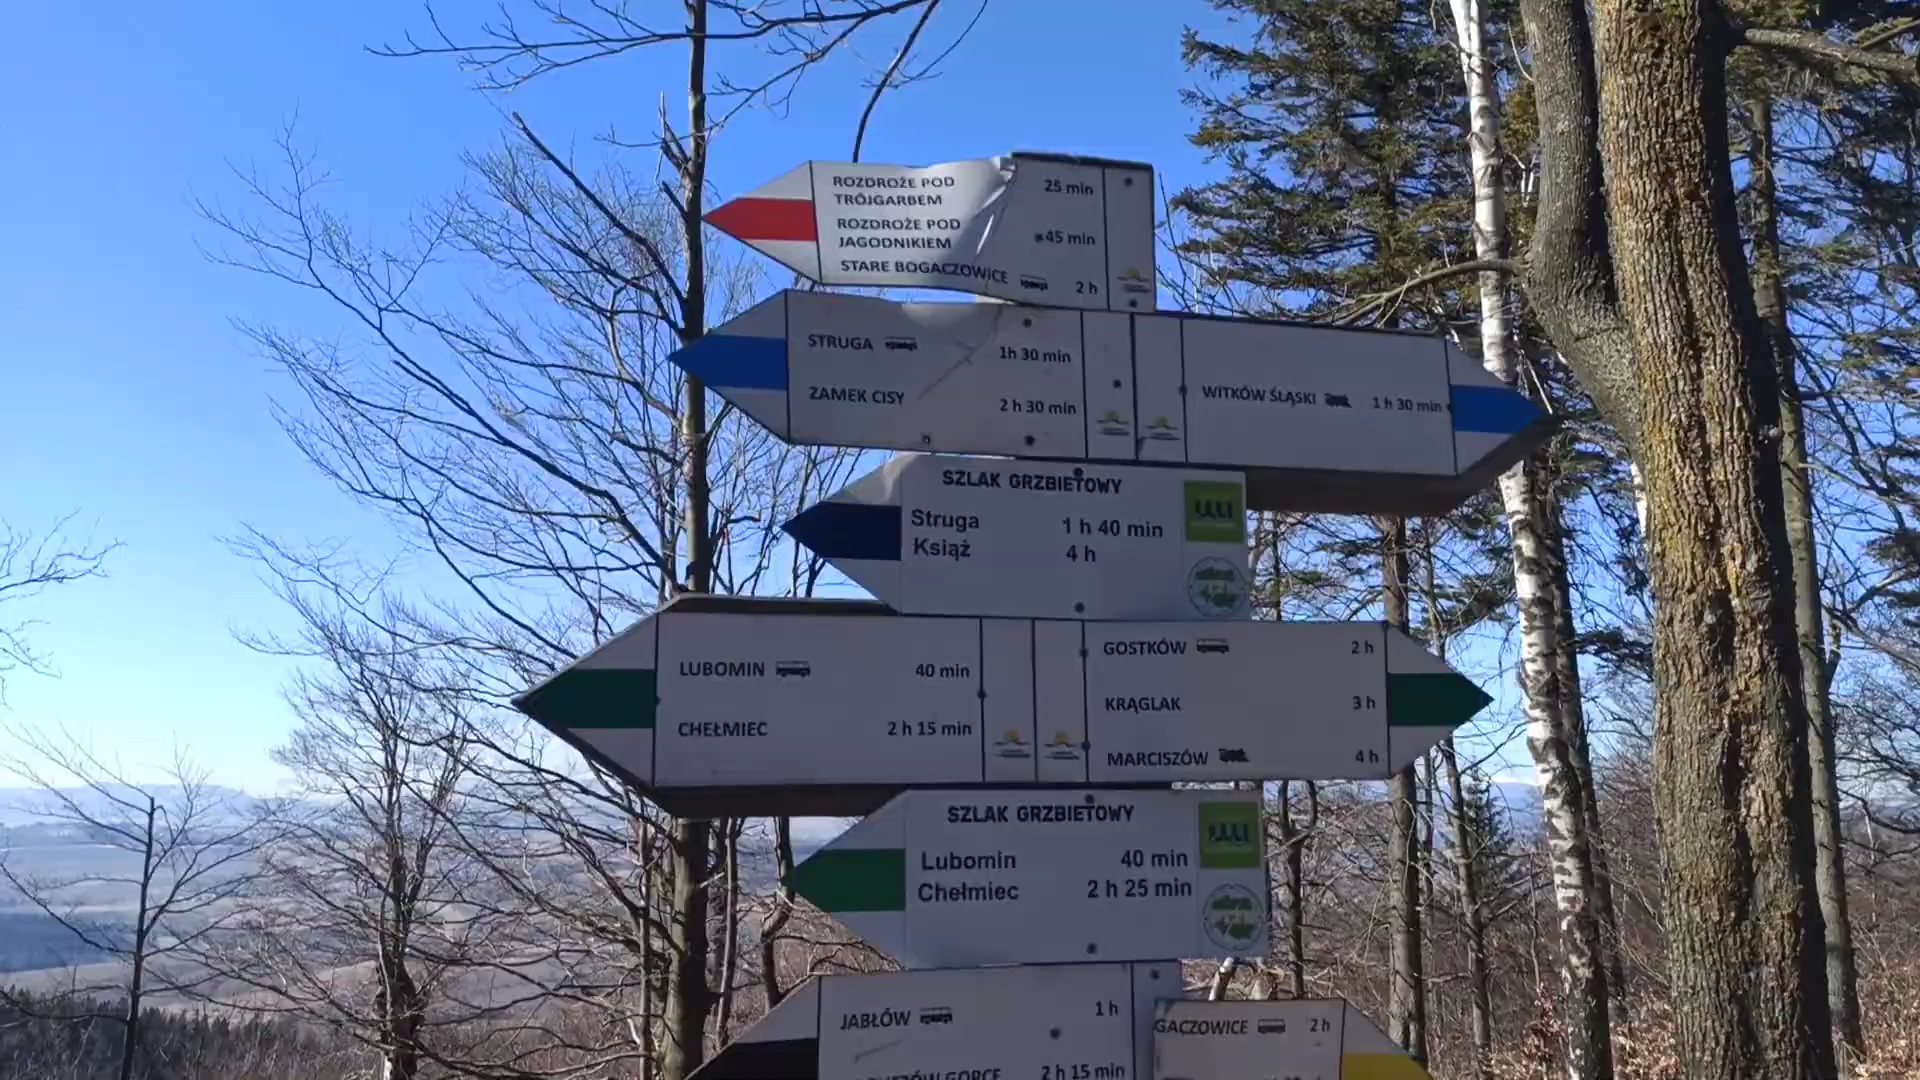 ROZDROŻE POD
TRÓJGARBEM 25 min
ROZDROŻE POD
JAGODNIKIEM 45 min
STARE BOGACZOWICE 2 h
STRUGA 1h 30 min
ZAMEK CISY 2 h 30 min
WITKÓW ŚLĄSKI 1 h 30 min
SZLAK GRZBIETOWY
Struga 1 h 40 min
Książ 4 h
LUBOMIN 40 min
CHEŁMIEC 2 h 15 min
GOSTKÓW 2 h
KRĄGLAK 3 h
MARCISZÓW 4 h
SZLAK GRZBIETOWY
Lubomin 40 min
Chełmiec 2 h 25 min
JABŁÓW 1 h
GORCE 2 h 15 min
GACZOWICE 2 h